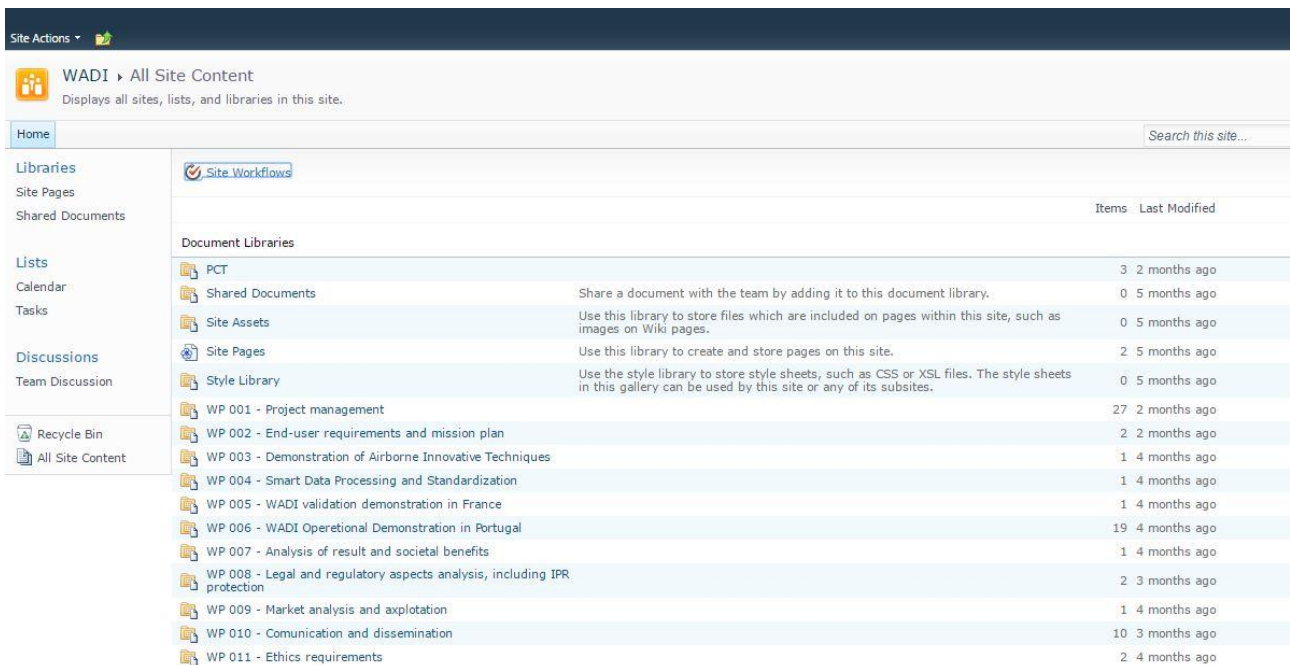 Site Actions
WADI ▸ All Site Content
Displays all sites, lists, and libraries in this site.
Home
Search this site...
Libraries
Site Pages
Shared Documents
Lists
Calendar
Tasks
Discussions
Team Discussion
Recycle Bin
All Site Content
Site Workflows
Items Last Modified
Document Libraries
PCT 3 2 months ago
Shared Documents Share a document with the team by adding it to this document library. 0 5 months ago
Site Assets Use this library to store files which are included on pages within this site, such as
images on Wiki pages. 0 5 months ago
Site Pages Use this library to create and store pages on this site. 2 5 months ago
Style Library Use the style library to store style sheets, such as CSS or XSL files. The style sheets
in this gallery can be used by this site or any of its subsites. 0 5 months ago
WP 001 - Project management 27 2 months ago
WP 002 - End-user requirements and mission plan 2 2 months ago
WP 003 - Demonstration of Airborne Innovative Techniques 1 4 months ago
WP 004 - Smart Data Processing and Standardization 1 4 months ago
WP 005 - WADI validation demonstration in France 1 4 months ago
WP 006 - WADI Operetional Demonstration in Portugal 19 4 months ago
WP 007 - Analysis of result and societal benefits 1 4 months ago
WP 008 - Legal and regulatory aspects analysis, including IPR
protection 2 3 months ago
WP 009 - Market analysis and axplotation 1 4 months ago
WP 010 - Comunication and dissemination 10 3 months ago
WP 011 - Ethics requirements 2 4 months ago